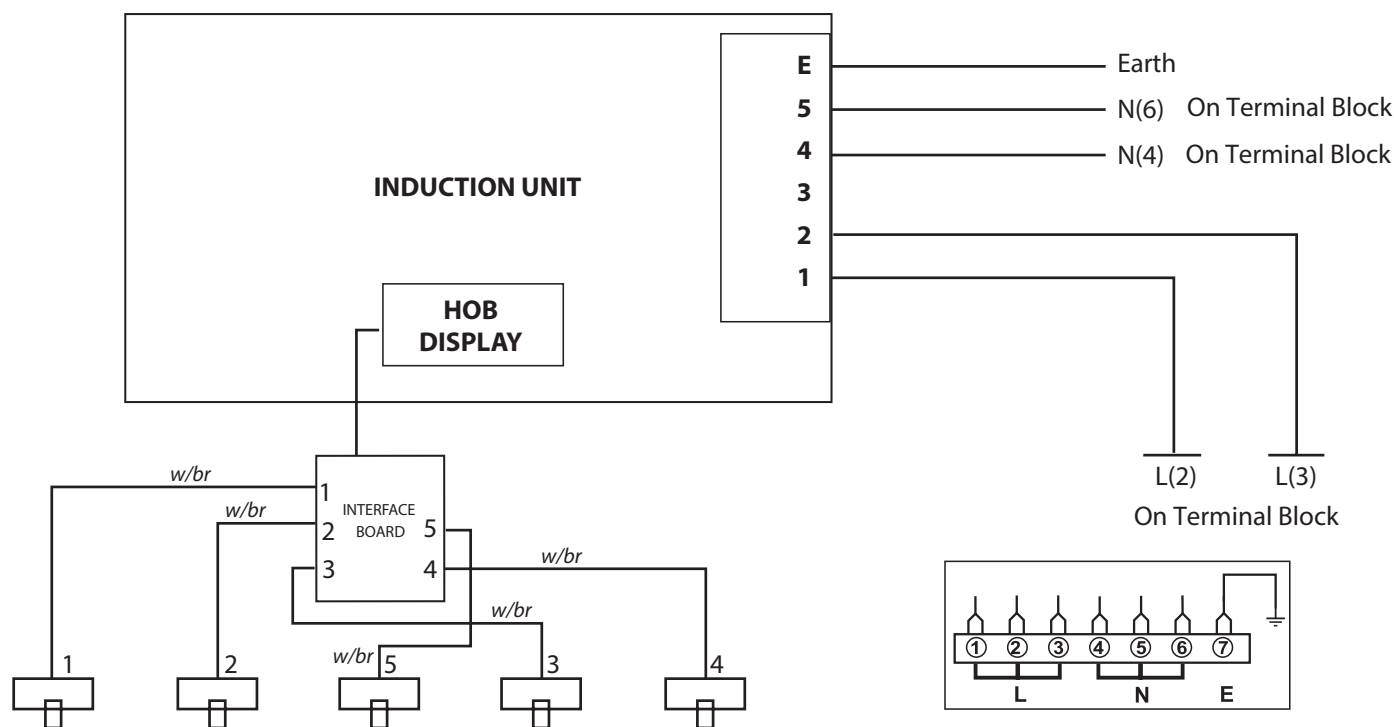 E
Earth
5
N(6) On Terminal Block
4
N(4) On Terminal Block
3
2
1
INDUCTION UNIT
HOB
DISPLAY
L(2)
L(3)
On Terminal Block
w/br
1
w/br
2
INTERFACE
BOARD
5
3
4
w/br
w/br
w/br
1
2
5
3
4
1 2 3 4 5 6 7
L N E